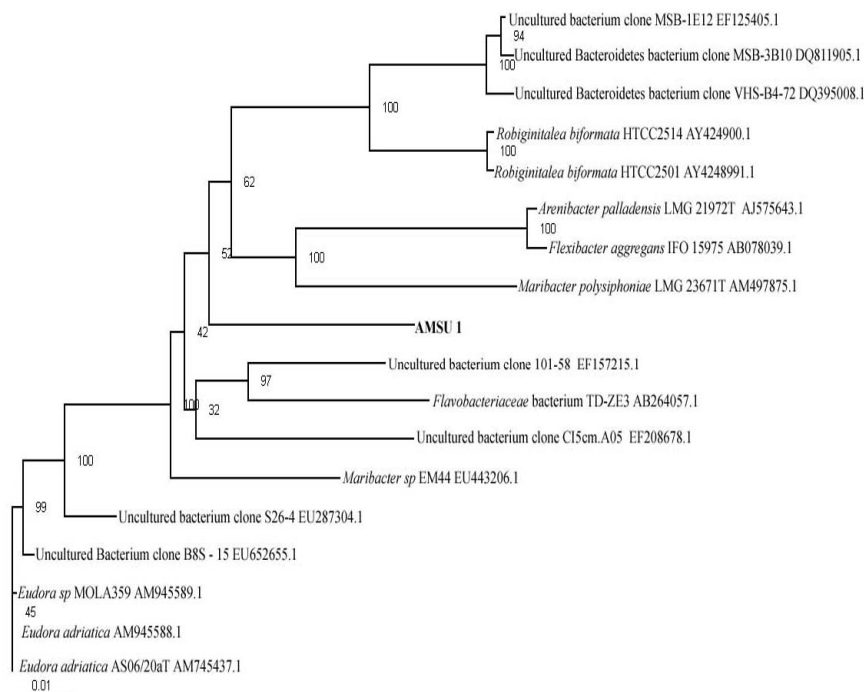 Uncultured bacterium clone MSB-1E12 EF125405.1
94
Uncultured Bacteroidetes bacterium clone MSB-3B10 DQ811905.1
100
Uncultured Bacteroidetes bacterium clone VHS-B4-72 DQ395008.1
100
Robiginitalea biformata HTCC2514 AY424900.1
100
Robiginitalea biformata HTCC2501 AY4248991.1
62
Arenibacter palladensis LMG 21972T AJ575643.1
100
Flexibacter aggregans IFO 15975 AB078039.1
52
100
Maribacter polysiphoniae LMG 23671T AM497875.1
AMSU 1
42
Uncultured bacterium clone 101-58 EF157215.1
97
Flavobacteriaceae bacterium TD-ZE3 AB264057.1
100
32
Uncultured bacterium clone CI5cm.A05 EF208678.1
100
Maribacter sp EM44 EU443206.1
99
Uncultured bacterium clone S26-4 EU287304.1
Uncultured Bacterium clone B8S - 15 EU652655.1
Eudora sp MOLA359 AM945589.1
45
Eudora adriatica AM945588.1
Eudora adriatica AS06/20aT AM745437.1
0.01